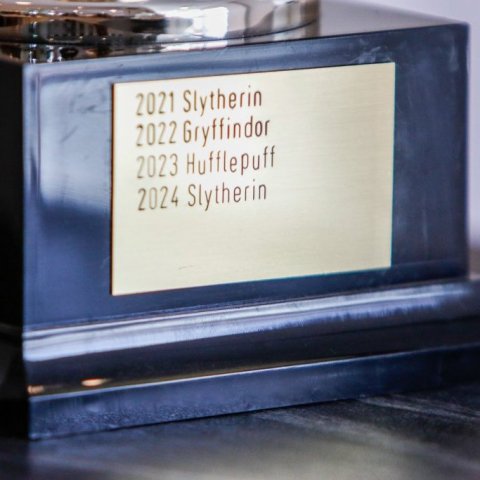 2021 Slytherin
2022 Gryffindor
2023 Hufflepuff
2024 Slytherin